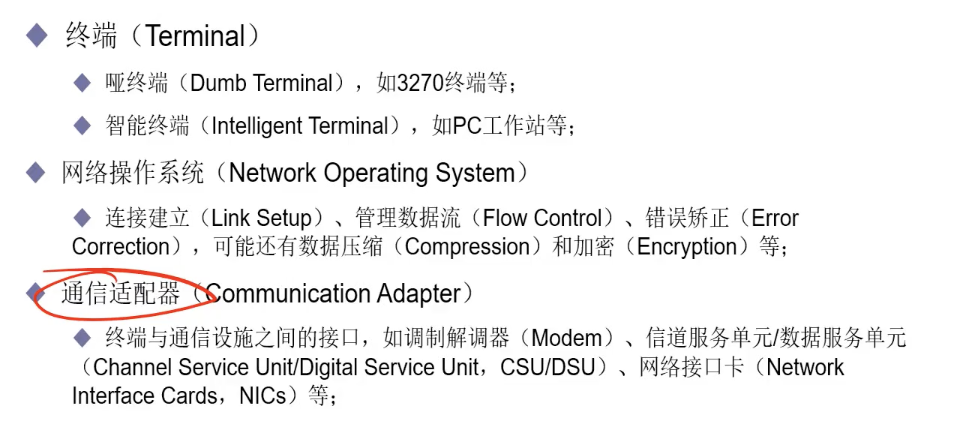 终端（Terminal）
哑终端（Dumb Terminal），如3270终端等；
智能终端（Intelligent Terminal），如PC工作站等；
网络操作系统（Network Operating System）
连接建立（Link Setup）、管理数据流（Flow Control）、错误矫正（Error
Correction），可能还有数据压缩（Compression）和加密（Encryption）等；
通信适配器（Communication Adapter）
终端与通信设施之间的接口，如调制解调器（Modem）、信道服务单元/数据服务单元
（Channel Service Unit/Digital Service Unit，CSU/DSU）、网络接口卡（Network
Interface Cards，NICs）等；